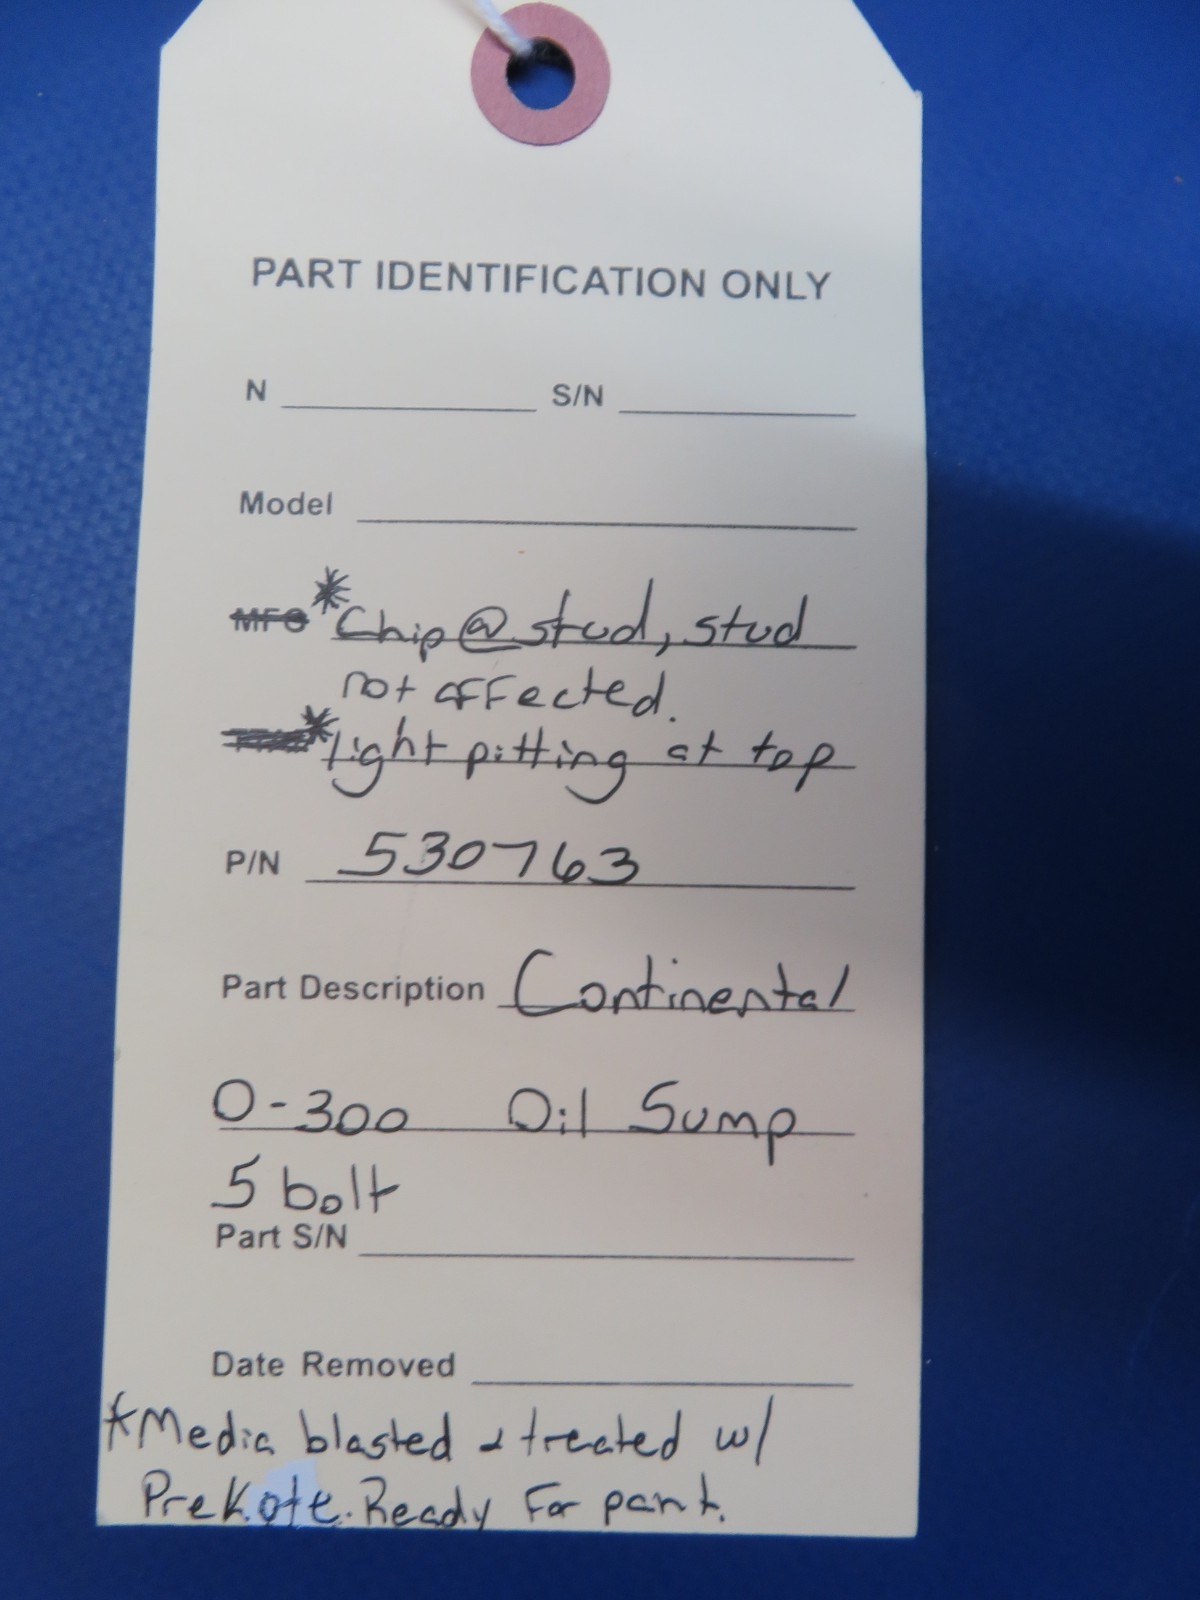 PART IDENTIFICATION ONLY
N S/N
Model
MFG *Chip @ stud, stud
not affected.
*light pitting at top
P/N 530763
Part Description Continental
O-300 Oil Sump
5 bolt
Part S/N
Date Removed
*Media blasted & treated w/
PreKote. Ready For paint.